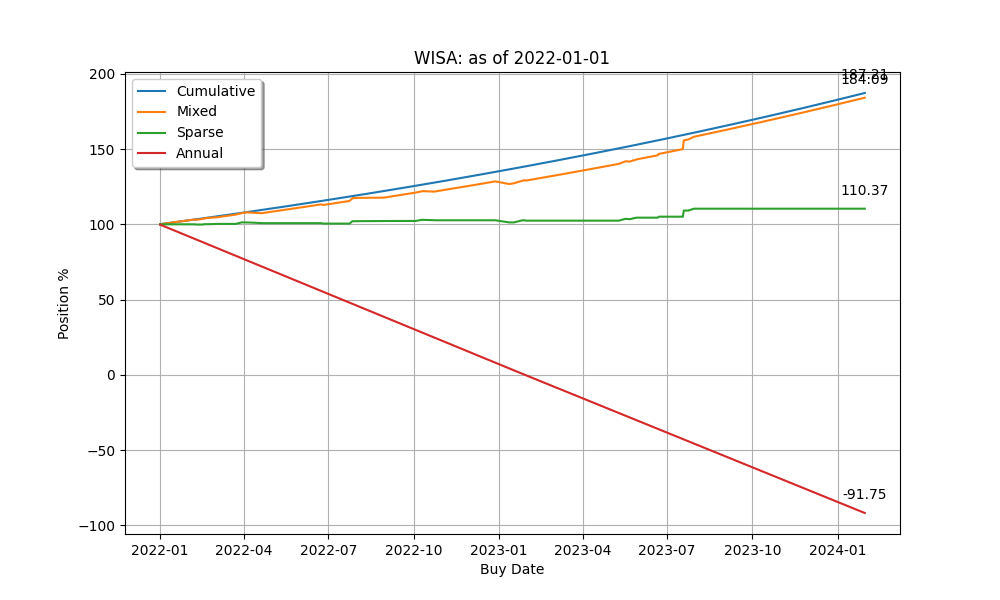 WISA: as of 2022-01-01
Cumulative
Mixed
Sparse
Annual
187.21
184.09
110.37
-91.75
200
150
100
50
0
−50
−100
Position %
2022-01
2022-04
2022-07
2022-10
2023-01
2023-04
2023-07
2023-10
2024-01
Buy Date